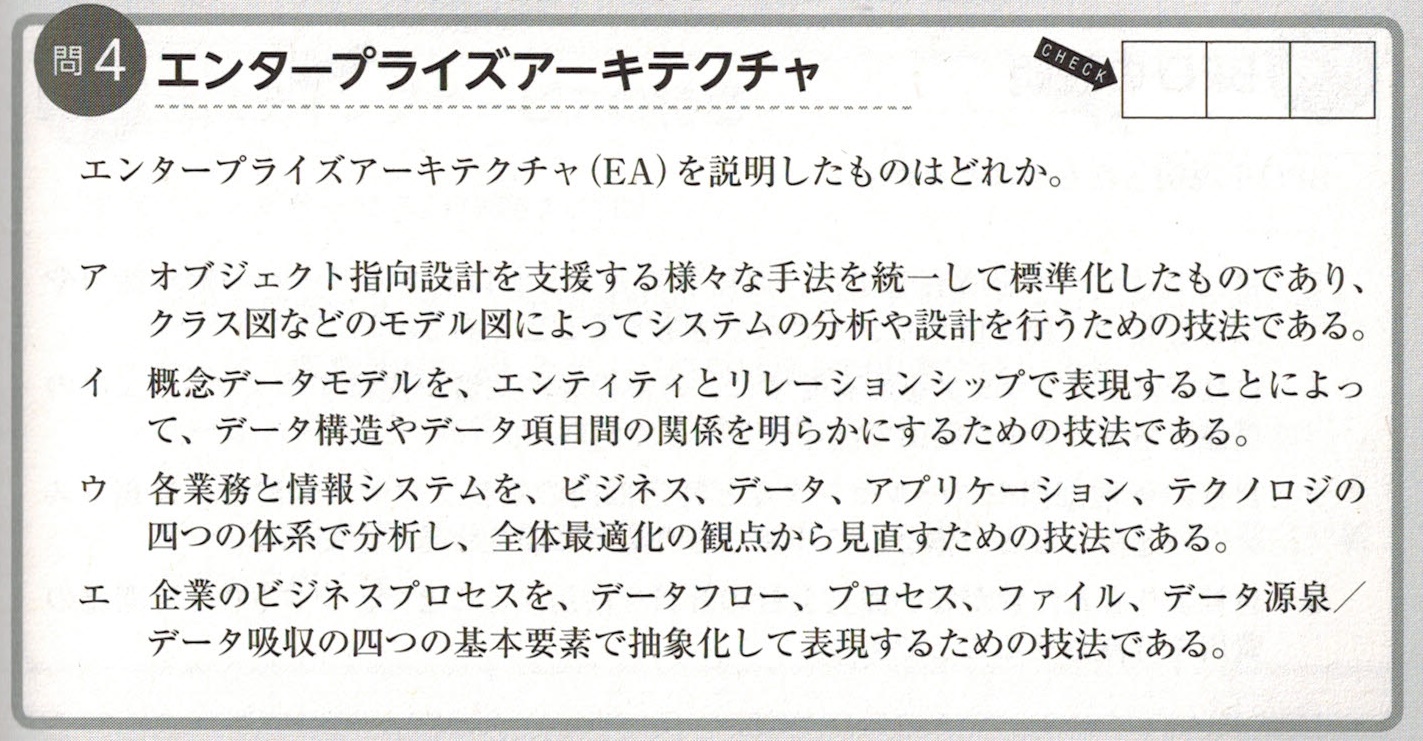 問4 エンタープライズアーキテクチャ
CHECK
エンタープライズアーキテクチャ(EA)を説明したものはどれか。
ア オブジェクト指向設計を支援する様々な手法を統一して標準化したものであり、
クラス図などのモデル図によってシステムの分析や設計を行うための技法である。
イ 概念データモデルを、エンティティとリレーションシップで表現することによっ
て、データ構造やデータ項目間の関係を明らかにするための技法である。
ウ 各業務と情報システムを、ビジネス、データ、アプリケーション、テクノロジの
四つの体系で分析し、全体最適化の観点から見直すための技法である。
エ 企業のビジネスプロセスを、データフロー、プロセス、ファイル、データ源泉/
データ吸収の四つの基本要素で抽象化して表現するための技法である。